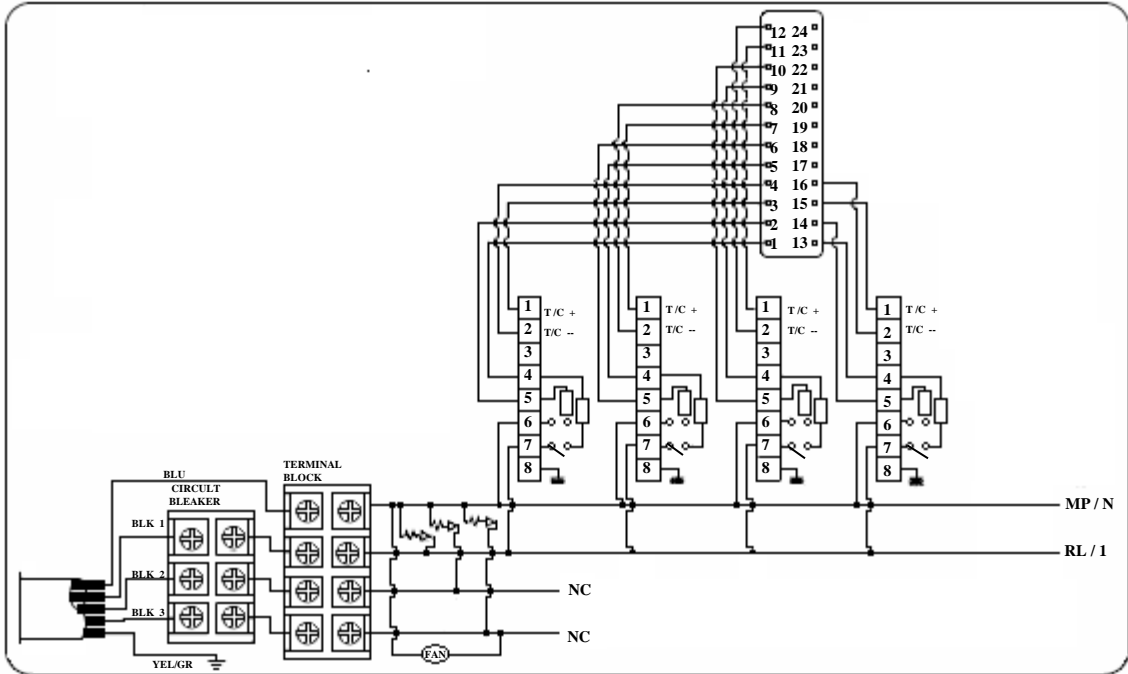 12 24
11 23
10 22
9 21
8 20
7 19
6 18
5 17
4 16
3 15
2 14
1 13
1 T/C +
2 T/C --
3
4
5
6
7
8
1 T/C +
2 T/C --
3
4
5
6
7
8
1 T/C +
2 T/C --
3
4
5
6
7
8
1 T/C +
2 T/C --
3
4
5
6
7
8
BLU
CIRCULT
BLEAKER
TERMINAL
BLOCK
BLK 1
BLK 2
BLK 3
YEL/GR
MP / N
RL / 1
NC
NC
FAN